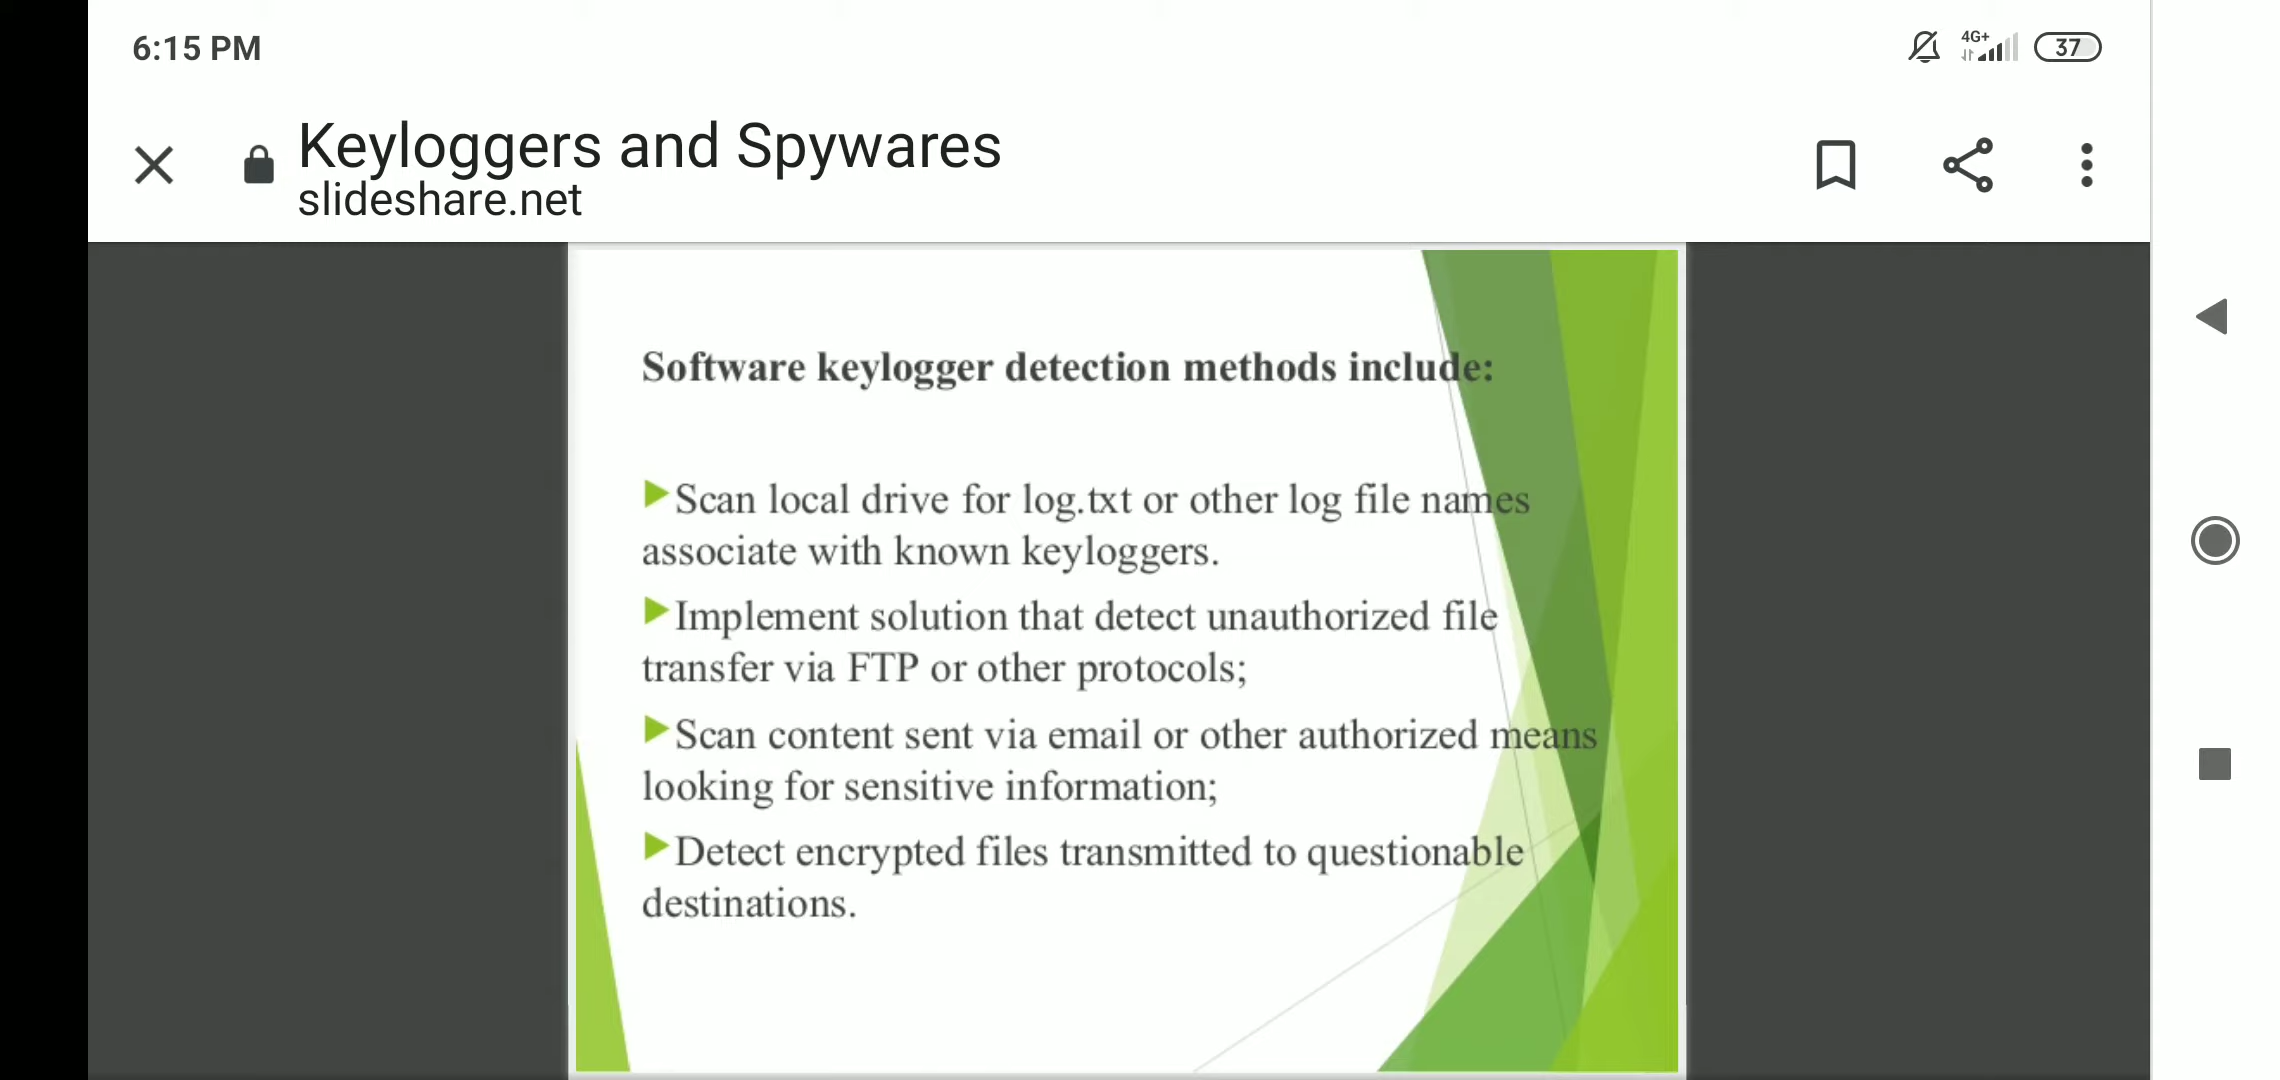 6:15 PM
4G+
37
Keyloggers and Spywares
slideshare.net
Software keylogger detection methods include:
Scan local drive for log.txt or other log file names
associate with known keyloggers.
Implement solution that detect unauthorized file
transfer via FTP or other protocols;
Scan content sent via email or other authorized means
looking for sensitive information;
Detect encrypted files transmitted to questionable
destinations.